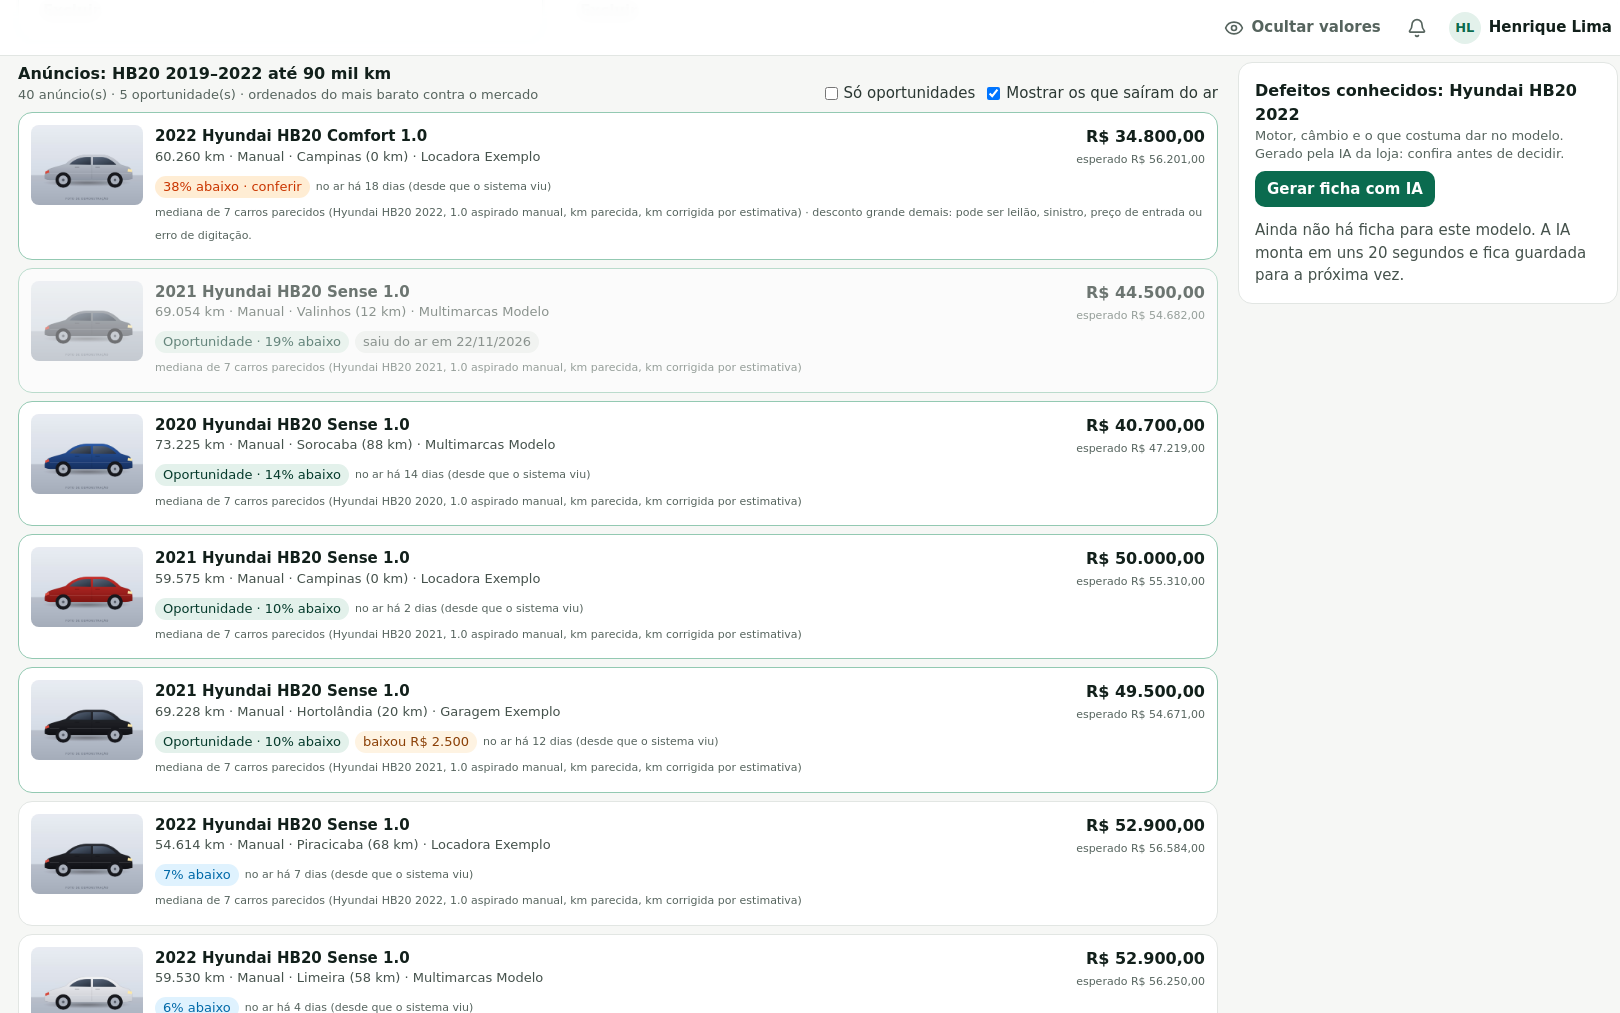 Ocultar valores
HL Henrique Lima
Anúncios: HB20 2019–2022 até 90 mil km
40 anúncio(s) · 5 oportunidade(s) · ordenados do mais barato contra o mercado
Só oportunidades
Mostrar os que saíram do ar
2022 Hyundai HB20 Comfort 1.0
R$ 34.800,00
60.260 km · Manual · Campinas (0 km) · Locadora Exemplo
esperado R$ 56.201,00
38% abaixo · conferir
no ar há 18 dias (desde que o sistema viu)
mediana de 7 carros parecidos (Hyundai HB20 2022, 1.0 aspirado manual, km parecida, km corrigida por estimativa) · desconto grande demais: pode ser leilão, sinistro, preço de entrada ou
erro de digitação.
2021 Hyundai HB20 Sense 1.0
R$ 44.500,00
69.054 km · Manual · Valinhos (12 km) · Multimarcas Modelo
esperado R$ 54.682,00
Oportunidade · 19% abaixo
saiu do ar em 22/11/2026
mediana de 7 carros parecidos (Hyundai HB20 2021, 1.0 aspirado manual, km parecida, km corrigida por estimativa)
2020 Hyundai HB20 Sense 1.0
R$ 40.700,00
73.225 km · Manual · Sorocaba (88 km) · Multimarcas Modelo
esperado R$ 47.219,00
Oportunidade · 14% abaixo
no ar há 14 dias (desde que o sistema viu)
mediana de 7 carros parecidos (Hyundai HB20 2020, 1.0 aspirado manual, km parecida, km corrigida por estimativa)
2021 Hyundai HB20 Sense 1.0
R$ 50.000,00
59.575 km · Manual · Campinas (0 km) · Locadora Exemplo
esperado R$ 55.310,00
Oportunidade · 10% abaixo
no ar há 2 dias (desde que o sistema viu)
mediana de 7 carros parecidos (Hyundai HB20 2021, 1.0 aspirado manual, km parecida, km corrigida por estimativa)
2021 Hyundai HB20 Sense 1.0
R$ 49.500,00
69.228 km · Manual · Hortolândia (20 km) · Garagem Exemplo
esperado R$ 54.671,00
Oportunidade · 10% abaixo
baixou R$ 2.500
no ar há 12 dias (desde que o sistema viu)
mediana de 7 carros parecidos (Hyundai HB20 2021, 1.0 aspirado manual, km parecida, km corrigida por estimativa)
2022 Hyundai HB20 Sense 1.0
R$ 52.900,00
54.614 km · Manual · Piracicaba (68 km) · Locadora Exemplo
esperado R$ 56.584,00
7% abaixo
no ar há 7 dias (desde que o sistema viu)
mediana de 7 carros parecidos (Hyundai HB20 2022, 1.0 aspirado manual, km parecida, km corrigida por estimativa)
2022 Hyundai HB20 Sense 1.0
R$ 52.900,00
59.530 km · Manual · Limeira (58 km) · Multimarcas Modelo
esperado R$ 56.250,00
6% abaixo
no ar há 4 dias (desde que o sistema viu)
Defeitos conhecidos: Hyundai HB20
2022
Motor, câmbio e o que costuma dar no modelo.
Gerado pela IA da loja: confira antes de decidir.
Gerar ficha com IA
Ainda não há ficha para este modelo. A IA
monta em uns 20 segundos e fica guardada
para a próxima vez.